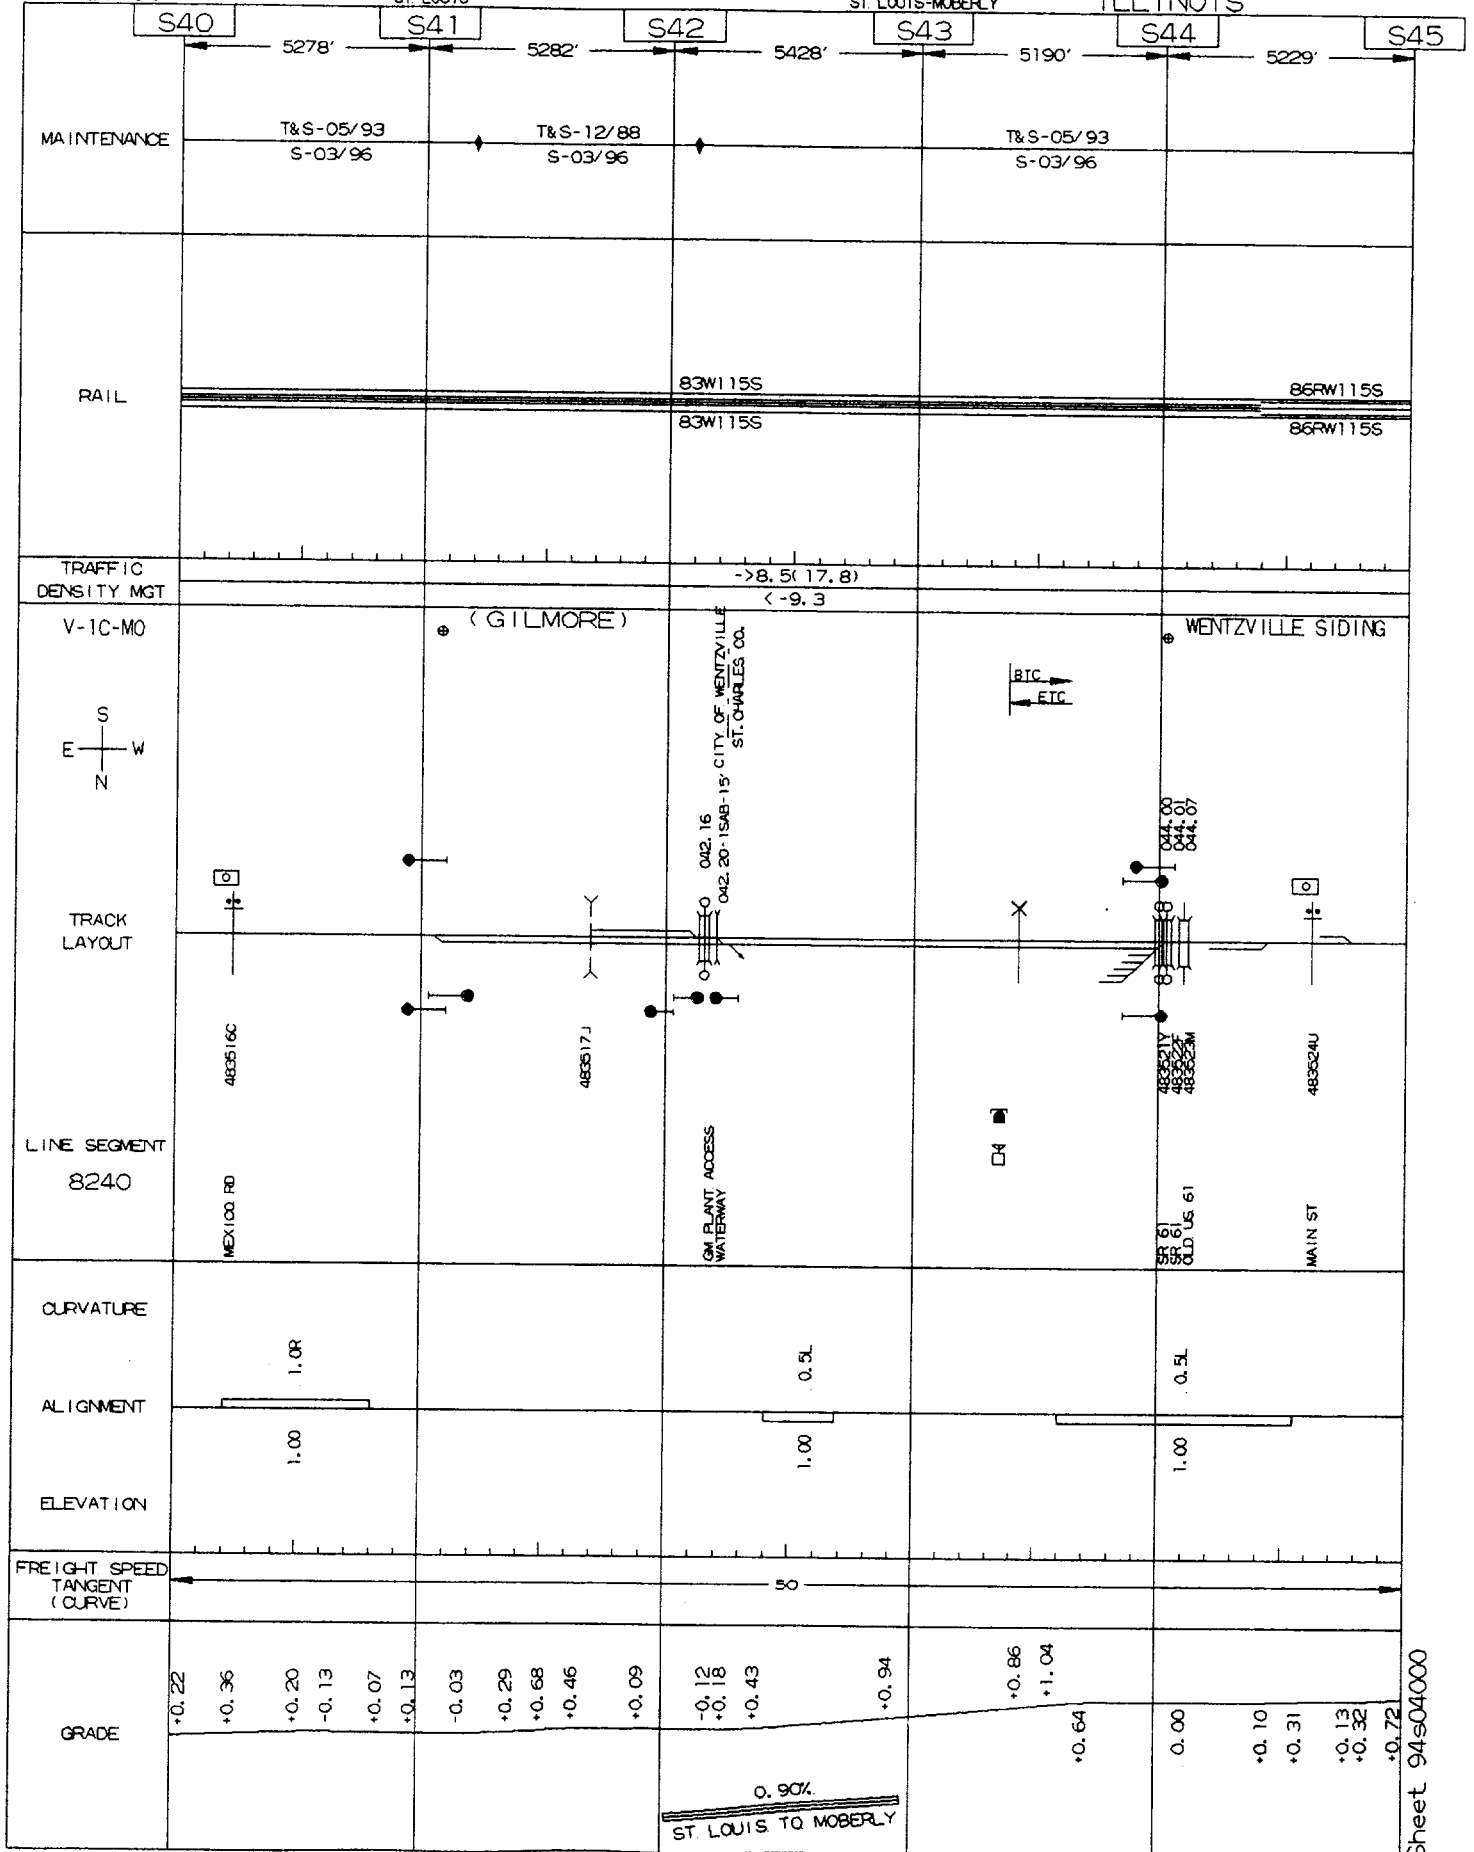 ST. LOUIS-MOBERLY ILLINOIS
S40 S41 S42 S43 S44 S45
5278' 5282' 5428' 5190' 5229'
MAINTENANCE
T&S-05/93 T&S-12/88 T&S-05/93
S-03/96 S-03/96 S-03/96
RAIL
83W115S 86RW115S
83W115S 86RW115S
TRAFFIC
DENSITY MGT
->8.5(17.8)
<-9.3
V-1C-MO
(GILMORE)
WENTZVILLE SIDING
S
E W
N
BTC
ETC
042.16
042.20-1SAB-15' CITY OF WENTZVILLE
ST. CHARLES CO.
044.00
044.01
044.07
TRACK
LAYOUT
483516C
483517J
483521Y
483522F
483523M
483524U
LINE SEGMENT
8240
MEXICO RD
GM PLANT ACCESS
WATERWAY
SR 61
SR 61
OLD US 61
MAIN ST
CURVATURE
1.0R 0.5L 0.5L
ALIGNMENT
1.00 1.00 1.00
ELEVATION
FREIGHT SPEED
TANGENT
(CURVE)
50
GRADE
+0.22 +0.36 +0.20 -0.13 +0.07 +0.13 -0.03 +0.29 +0.68 +0.46 +0.09 -0.12 +0.18 +0.43 +0.94 +0.86 +1.04
+0.64 0.00 +0.10 +0.31 +0.13 +0.32 +0.72
0.90%
ST. LOUIS TO MOBERLY
Sheet 94s04000